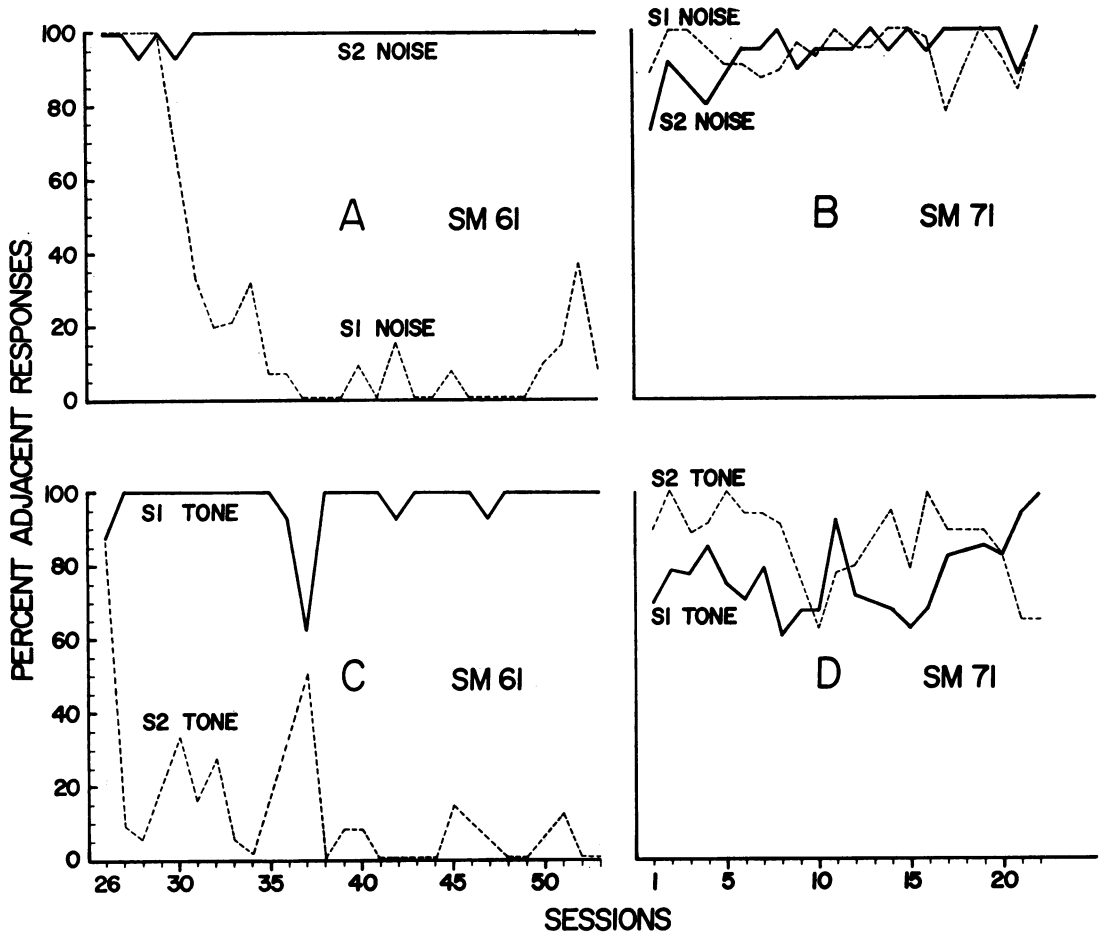 PERCENT ADJACENT RESPONSES
100
80
60
40
20
0
S2 NOISE
A SM 61
S1 NOISE
S1 NOISE
S2 NOISE
B SM 71
100
80
60
40
20
0
S1 TONE
C SM 61
S2 TONE
26 30 35 40 45 50
S2 TONE
S1 TONE
D SM 71
1 5 10 15 20
SESSIONS